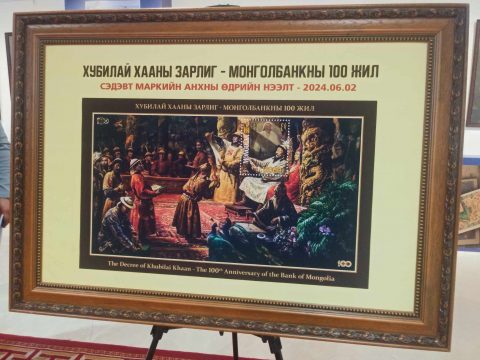 ХУБИЛАЙ ХААНЫ ЗАРЛИГ - МОНГОЛБАНКНЫ 100 ЖИЛ
СЭДЭВТ МАРКИЙН АНХНЫ ӨДРИЙН НЭЭЛТ - 2024.06.02
ХУБИЛАЙ ХААНЫ ЗАРЛИГ - МОНГОЛБАНКНЫ 100 ЖИЛ
The Decree of Khubilai Khaan - The 100th Anniversary of the Bank of Mongolia
100